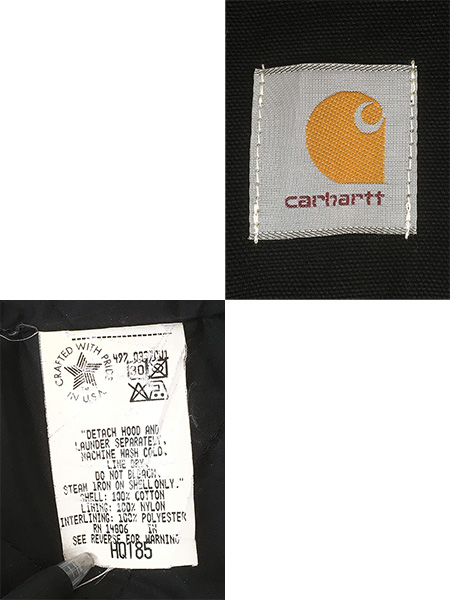 carhartt
CRAFTED WITH PRIDE
IN U.S.A.
30
"DETACH HOOD AND
LAUNDER SEPARATELY.
MACHINE WASH COLD.
LINE DRY.
DO NOT BLEACH.
STEAM IRON ON SHELL ONLY."
SHELL: 100% COTTON
LINING: 100% NYLON
INTERLINING: 100% POLYESTER
RN 14806 IN
SEE REVERSE FOR WARNING
HQ185